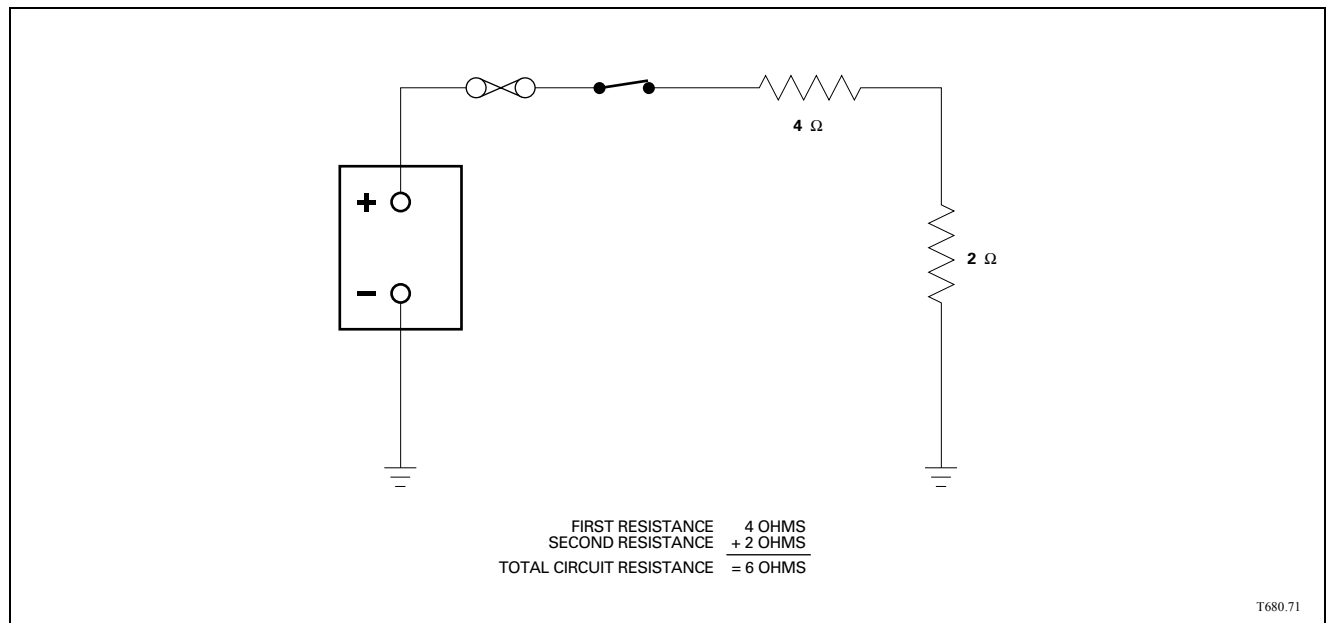 4 Ω
+
2 Ω
−
FIRST RESISTANCE 4 OHMS
SECOND RESISTANCE + 2 OHMS
TOTAL CIRCUIT RESISTANCE = 6 OHMS
T680.71